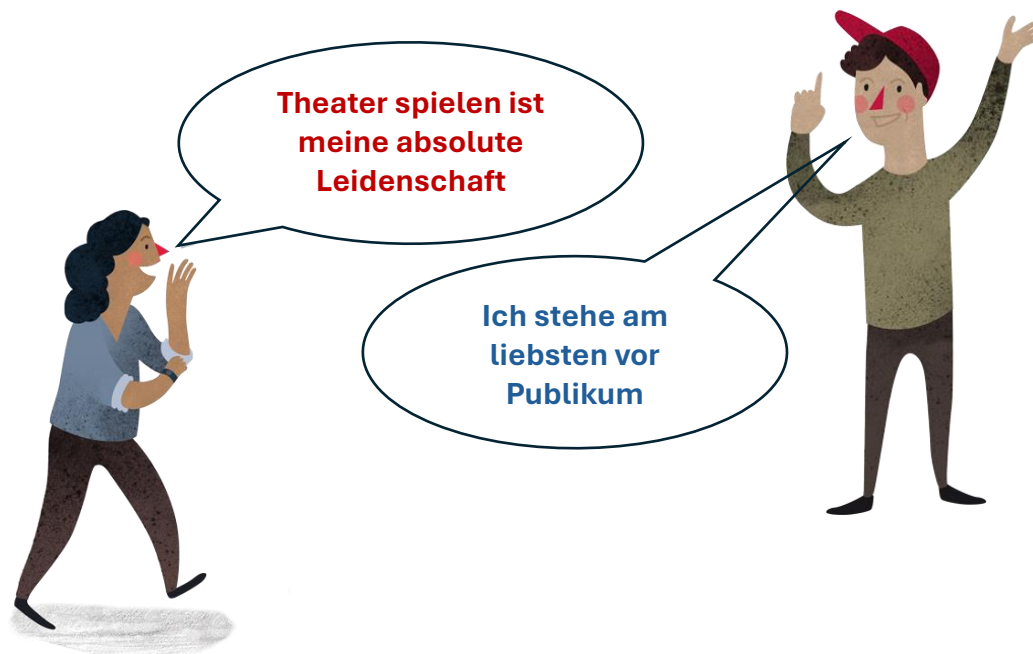 Theater spielen ist
meine absolute
Leidenschaft
Ich stehe am
liebsten vor
Publikum